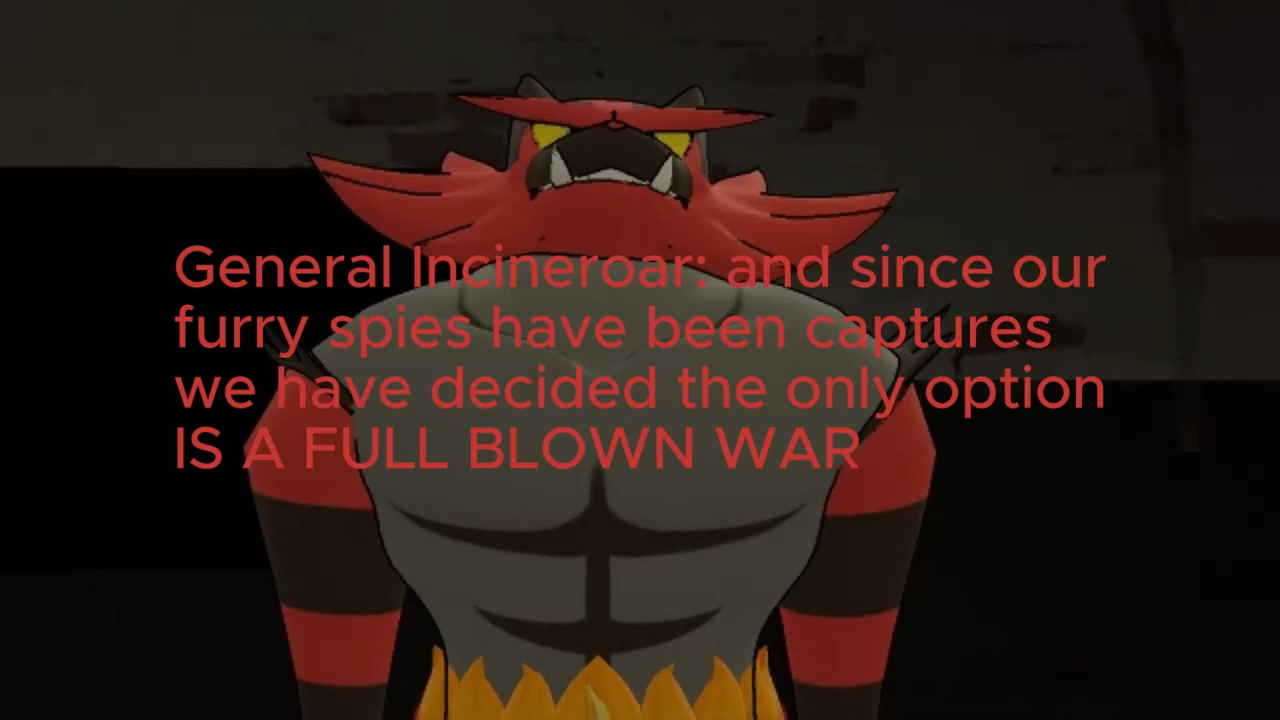 General Incineroar: and since our
furry spies have been captures
we have decided the only option
IS A FULL BLOWN WAR